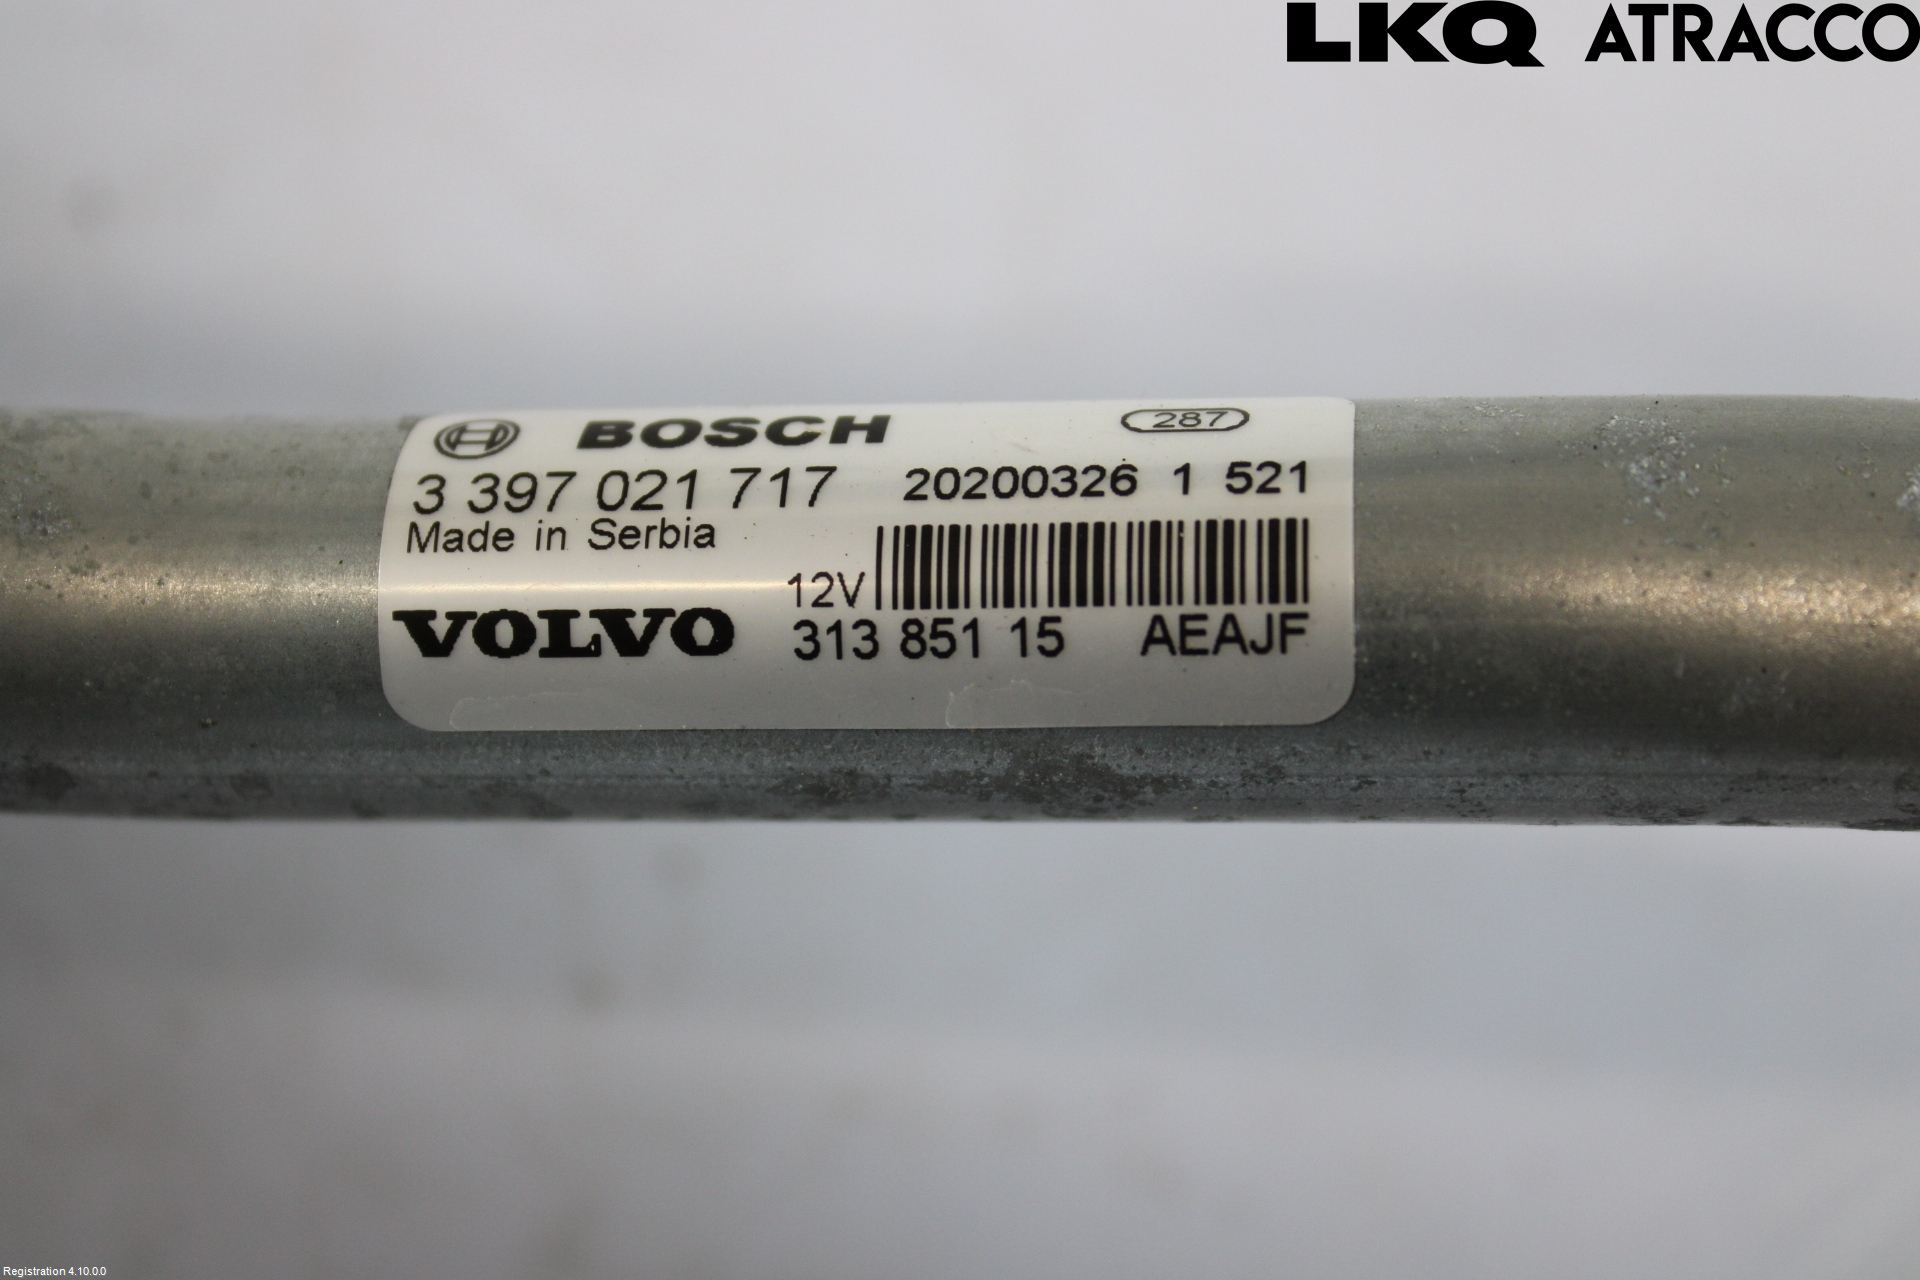 LKQ ATRACCO
BOSCH 287
3 397 021 717 20200326 1 521
Made in Serbia
12V
VOLVO 313 851 15 AEAJF
Registration 4.10.0.0